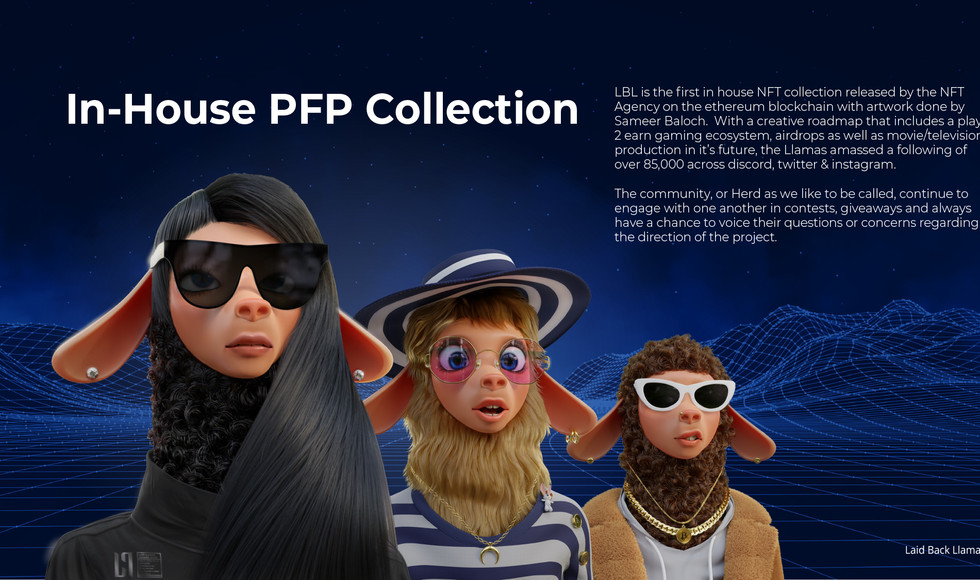 In-House PFP Collection
LBL is the first in house NFT collection released by the NFT
Agency on the ethereum blockchain with artwork done by
Sameer Baloch. With a creative roadmap that includes a play
2 earn gaming ecosystem, airdrops as well as movie/television
production in it's future, the Llamas amassed a following of
over 85,000 across discord, twitter & instagram.
The community, or Herd as we like to be called, continue to
engage with one another in contests, giveaways and always
have a chance to voice their questions or concerns regarding
the direction of the project.
Laid Back Llama